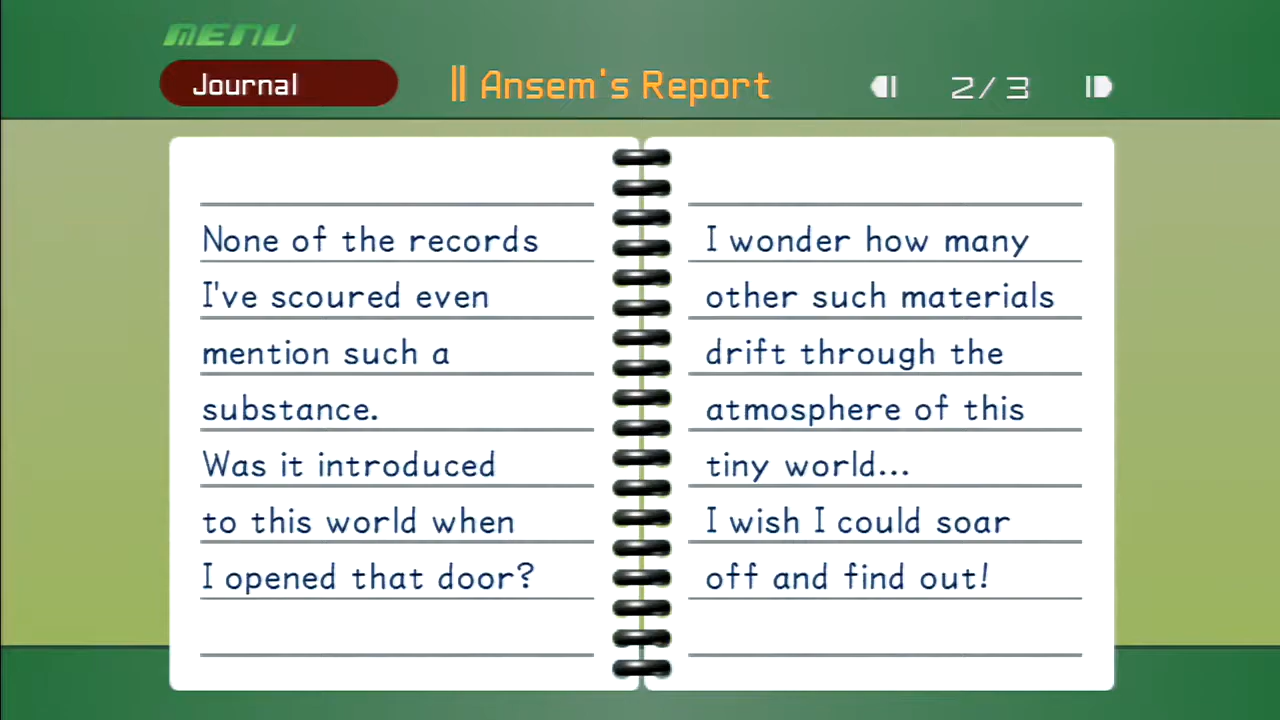 MENU
Journal
Ansem's Report
2/3
None of the records
I've scoured even
mention such a
substance.
Was it introduced
to this world when
I opened that door?
I wonder how many
other such materials
drift through the
atmosphere of this
tiny world...
I wish I could soar
off and find out!